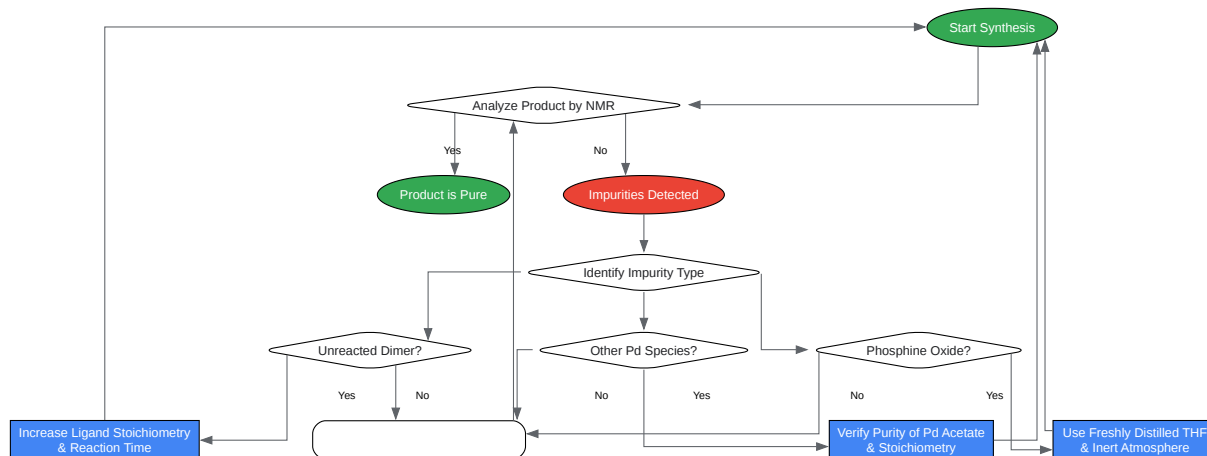 Start Synthesis
Analyze Product by NMR
Yes
No
Product is Pure
Impurities Detected
Identify Impurity Type
Unreacted Dimer?
Other Pd Species?
Phosphine Oxide?
Yes
No
No
Yes
No
Yes
Increase Ligand Stoichiometry
& Reaction Time
Verify Purity of Pd Acetate
& Stoichiometry
Use Freshly Distilled THF
& Inert Atmosphere